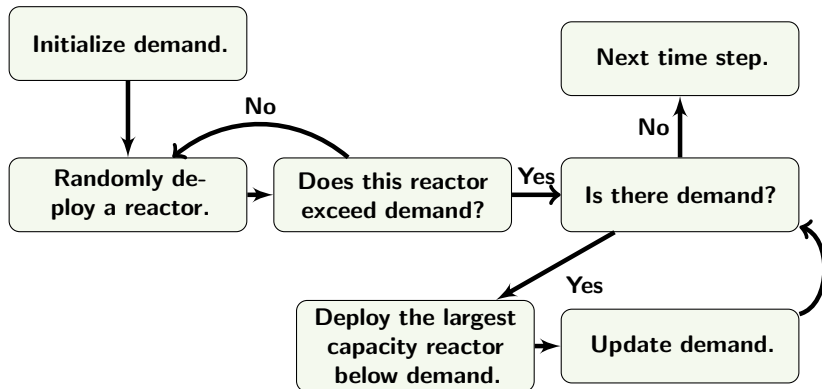 Initialize demand.
Next time step.
No
No
Randomly de-
ploy a reactor.
Does this reactor
exceed demand?
Yes
Is there demand?
Yes
Deploy the largest
capacity reactor
below demand.
Update demand.